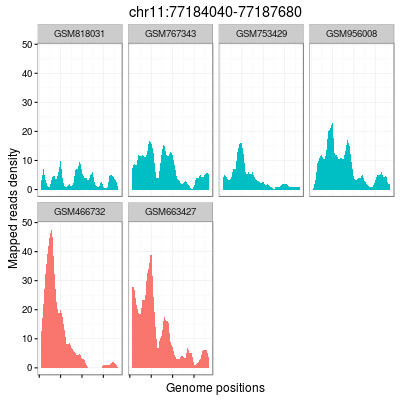 chr11:77184040-77187680
GSM818031 GSM767343 GSM753429 GSM956008
50
40
30
20
10
0
Mapped reads density
GSM466732 GSM663427
50
40
30
20
10
0
Genome positions